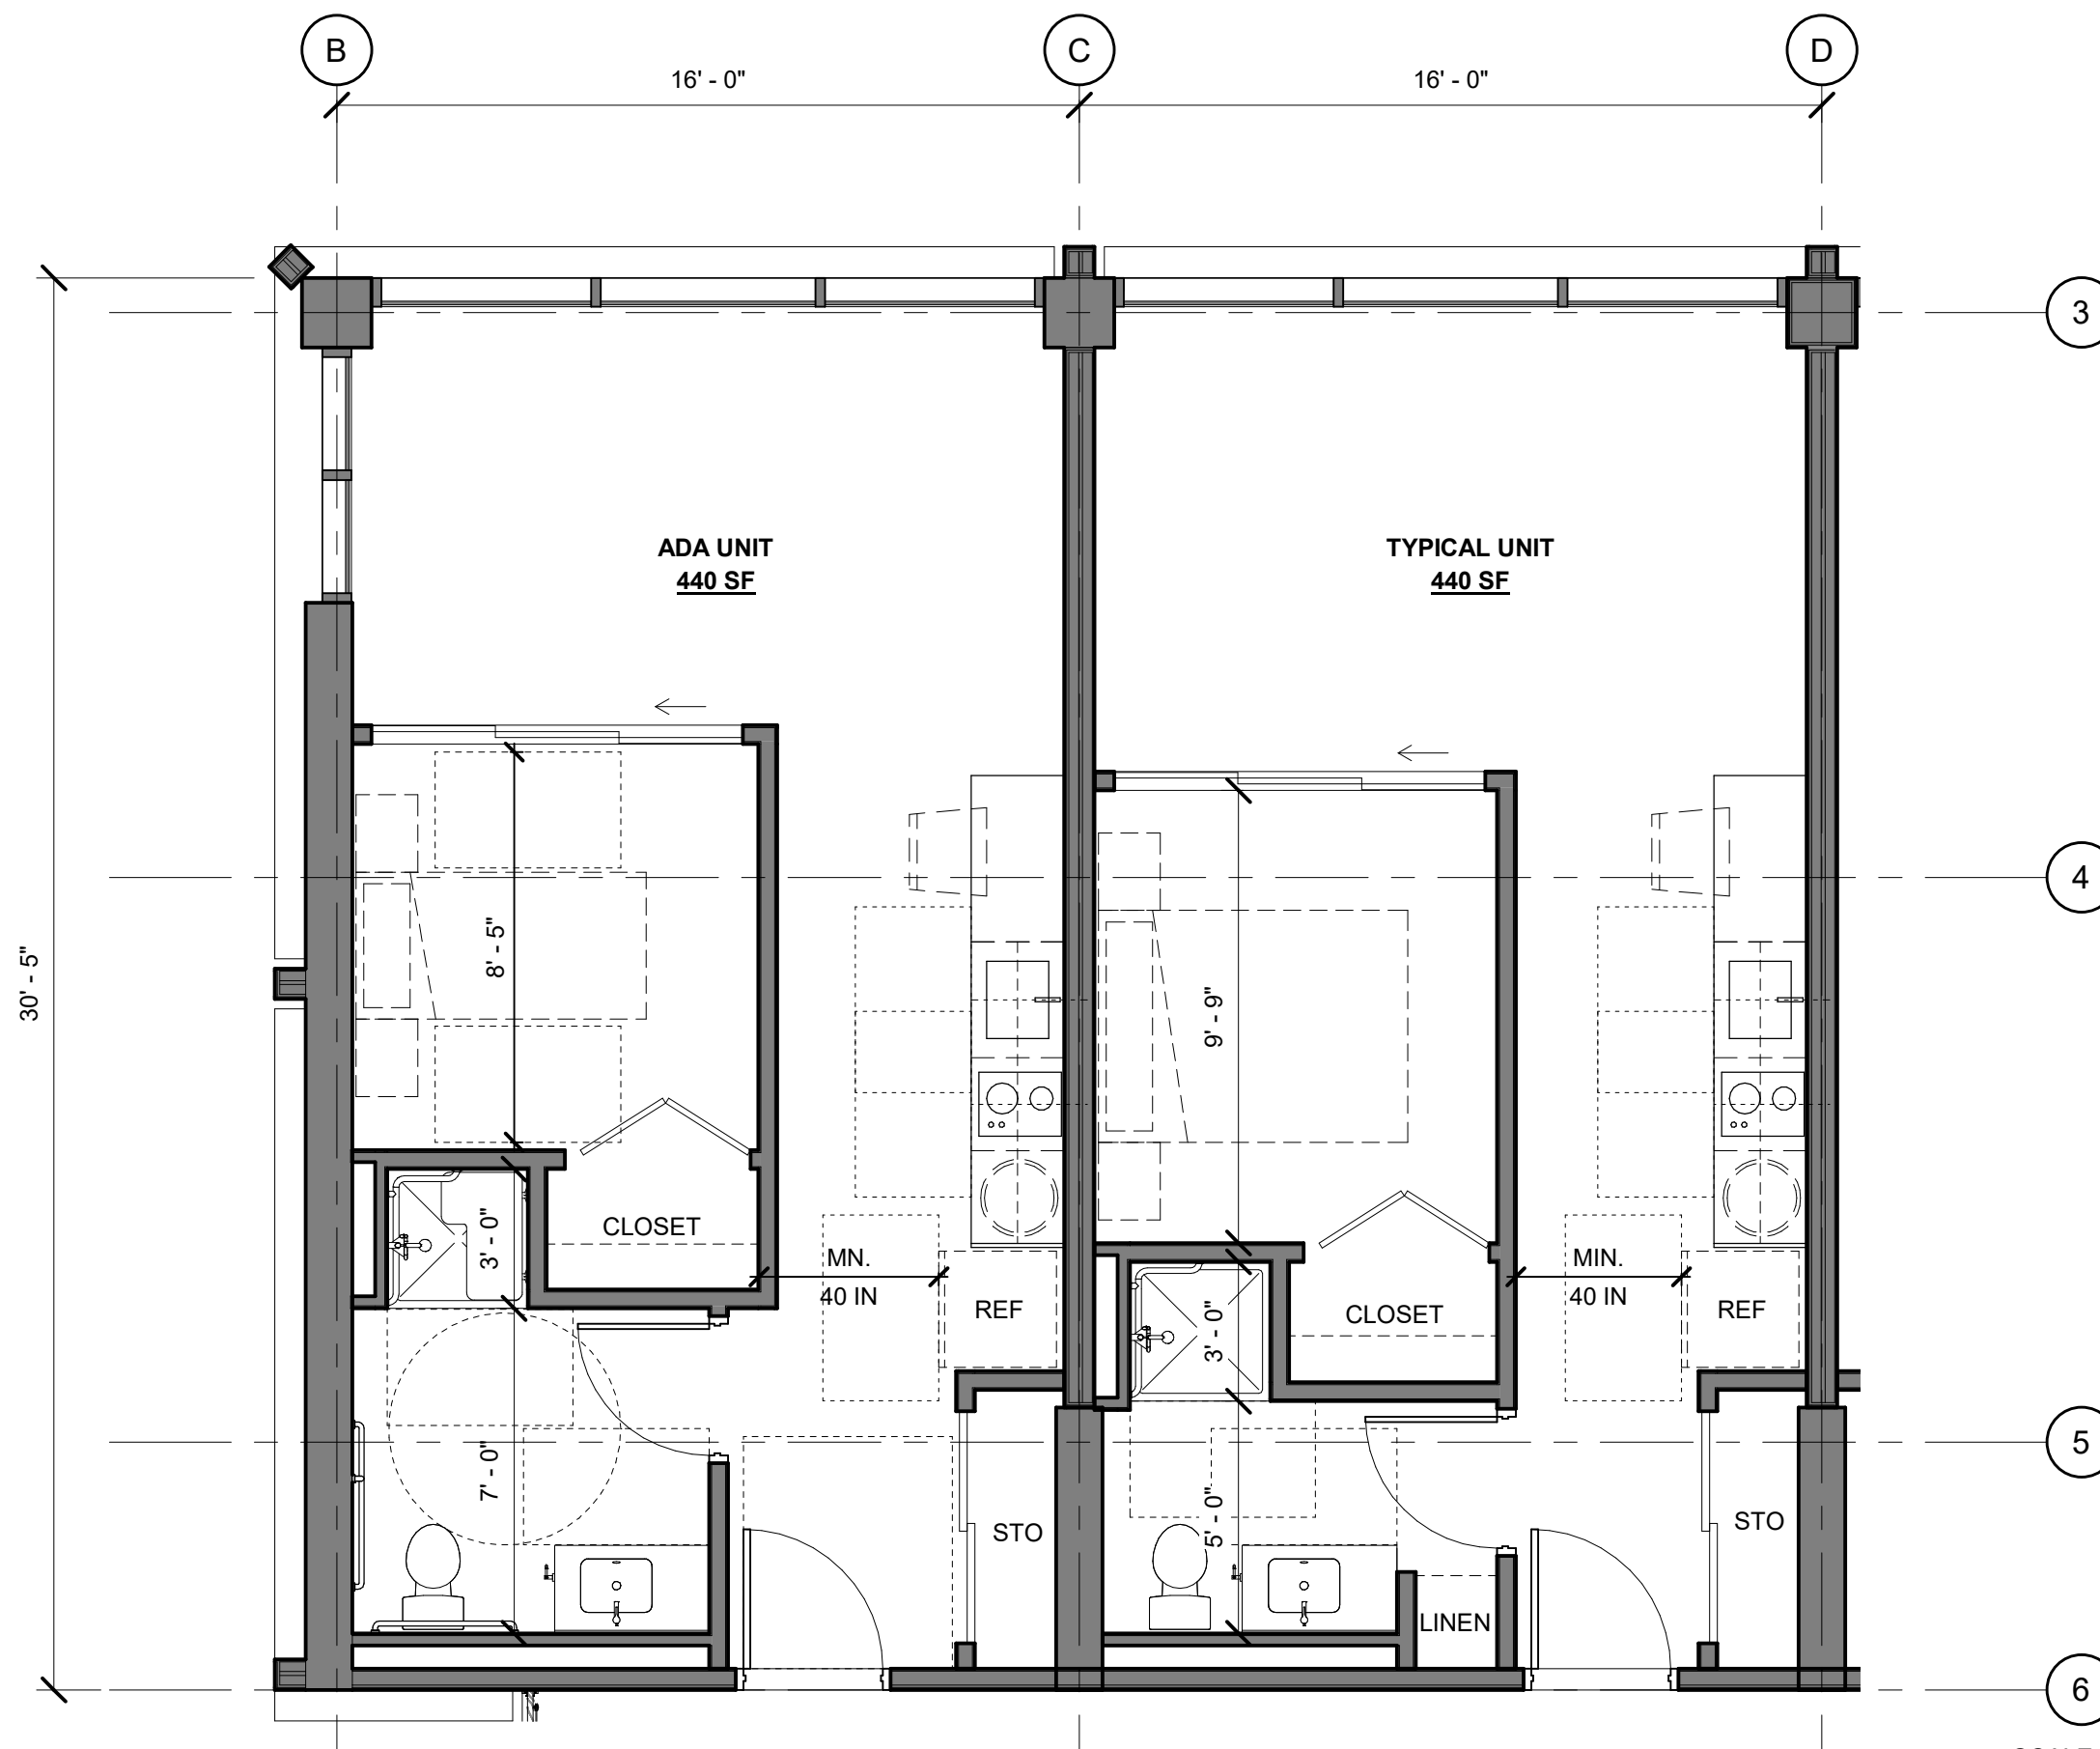 B
C
D
16' - 0"
16' - 0"
3
ADA UNIT
440 SF
TYPICAL UNIT
440 SF
4
30' - 5"
8' - 5"
9' - 9"
3' - 0"
CLOSET
MN.
40 IN
REF
3' - 0"
CLOSET
MIN.
40 IN
REF
5
7' - 0"
STO
5' - 0"
STO
LINEN
6